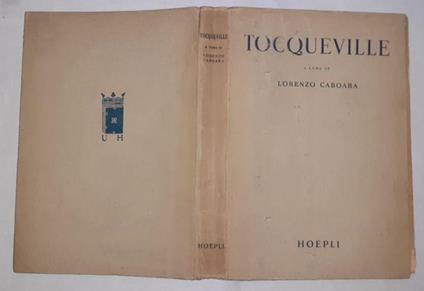 U H
TOCQUEVILLE
A CURA DI
LORENZO
CABOARA
HOEPLI
TOCQUEVILLE
A CURA DI
LORENZO CABOARA
HOEPLI